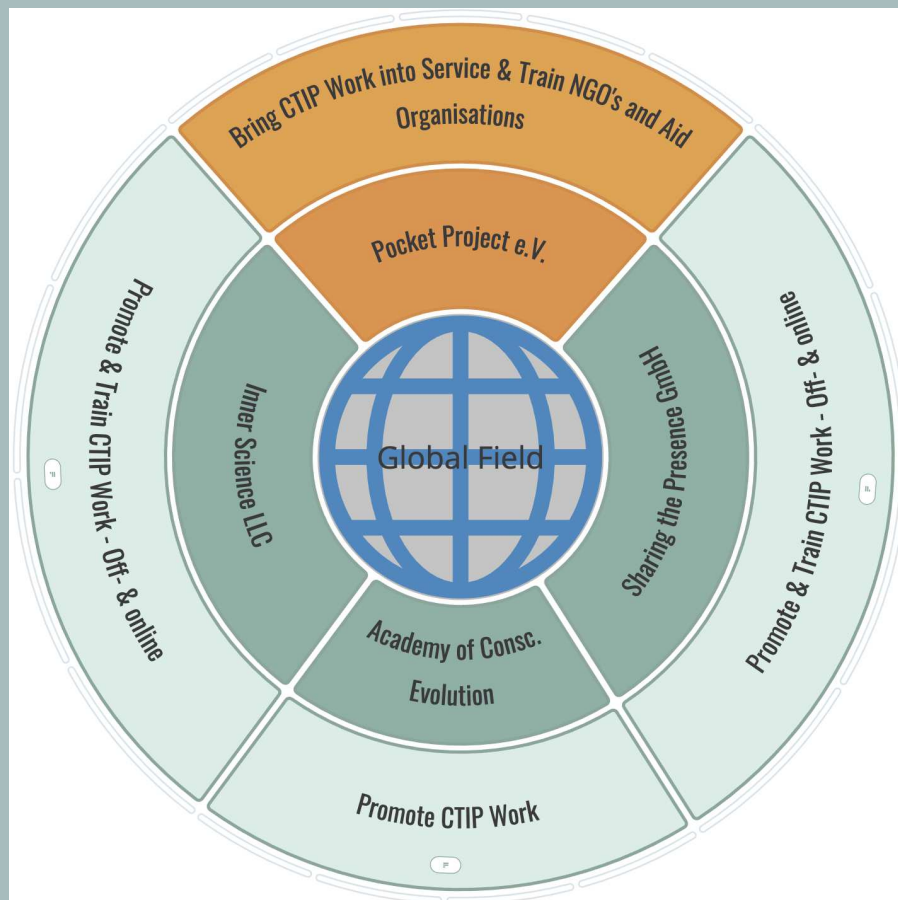 Bring CTIP Work into Service & Train NGO's and Aid
Organisations
Pocket Project e.V.
Promote & Train CTIP Work - Off- & online
Inner Science LLC
Global Field
Sharing the Presence GmbH
Promote & Train CTIP Work - Off- & online
Academy of Consc.
Evolution
Promote CTIP Work